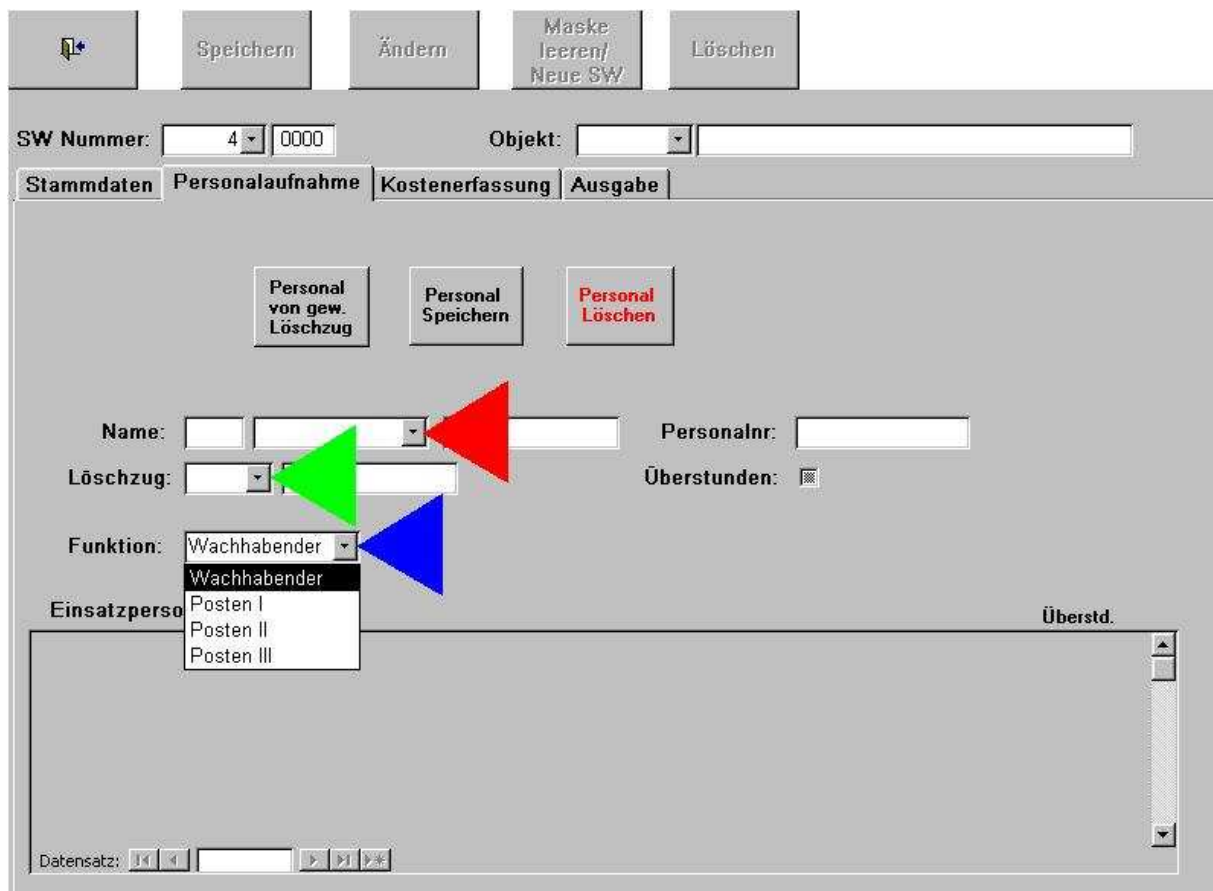 Speichern
Ändern
Maske
leeren/
Neue SW
Löschen
SW Nummer: 4 0000 Objekt:
Stammdaten Personalaufnahme Kostenerfassung Ausgabe
Personal
von gew.
Löschzug
Personal
Speichern
Personal
Löschen
Name: Personalnr:
Löschzug: Überstunden:
Funktion: Wachhabender
Wachhabender
Posten I
Posten II
Posten III
Einsatzperso Überstd.
Datensatz: